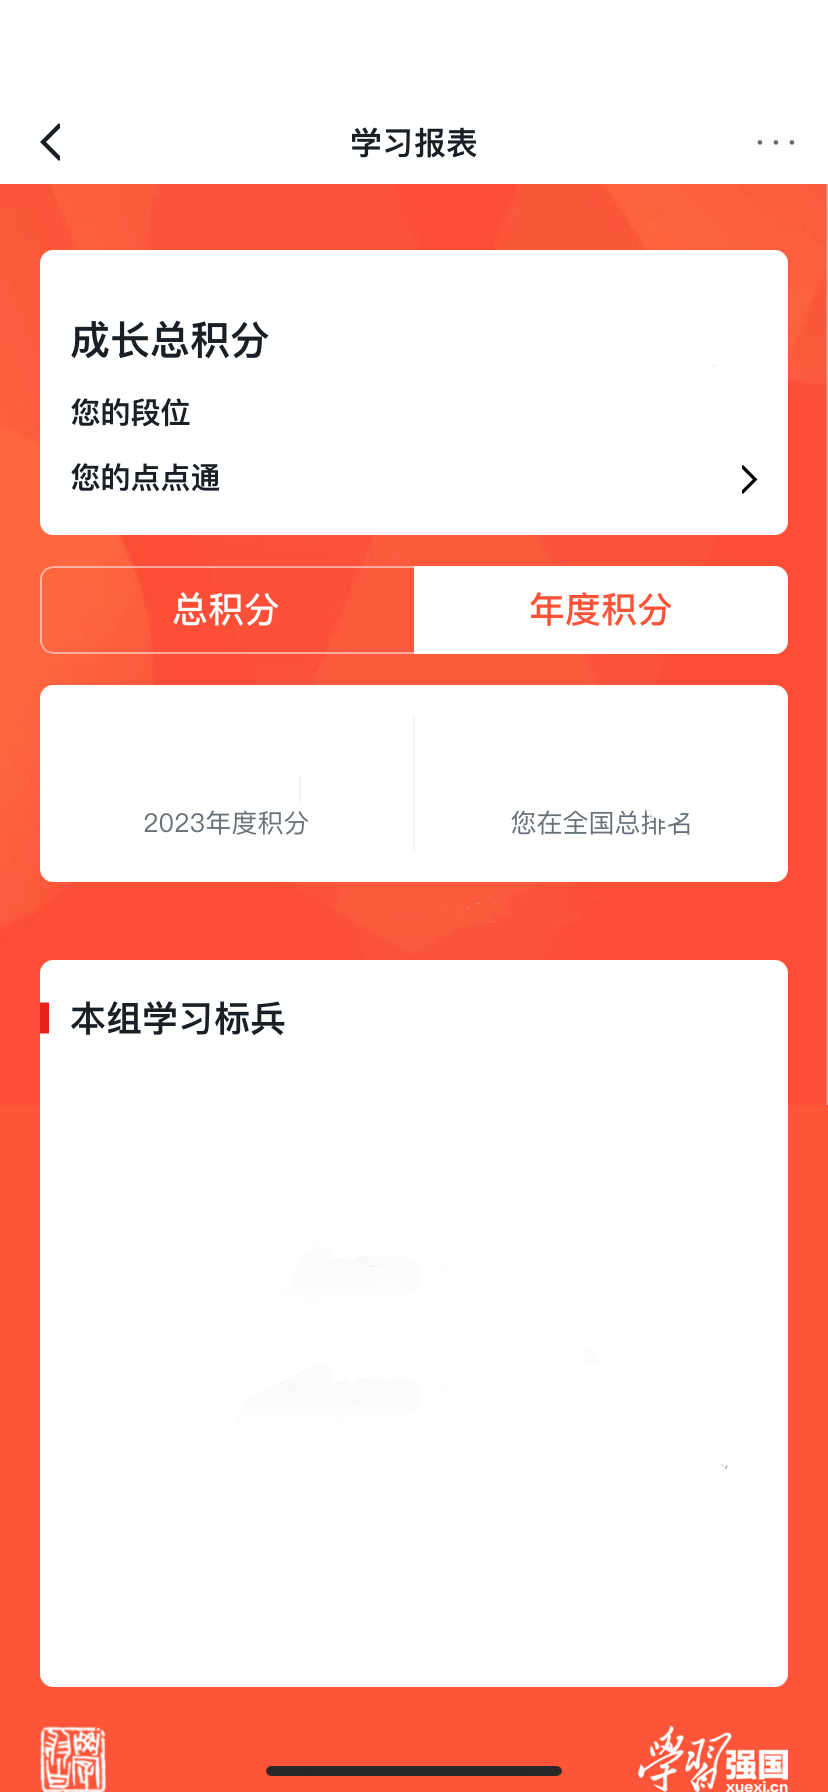 学习报表
成长总积分
您的段位
您的点点通
总积分
年度积分
2023年度积分
您在全国总排名
本组学习标兵
學習强国
xuexi.cn